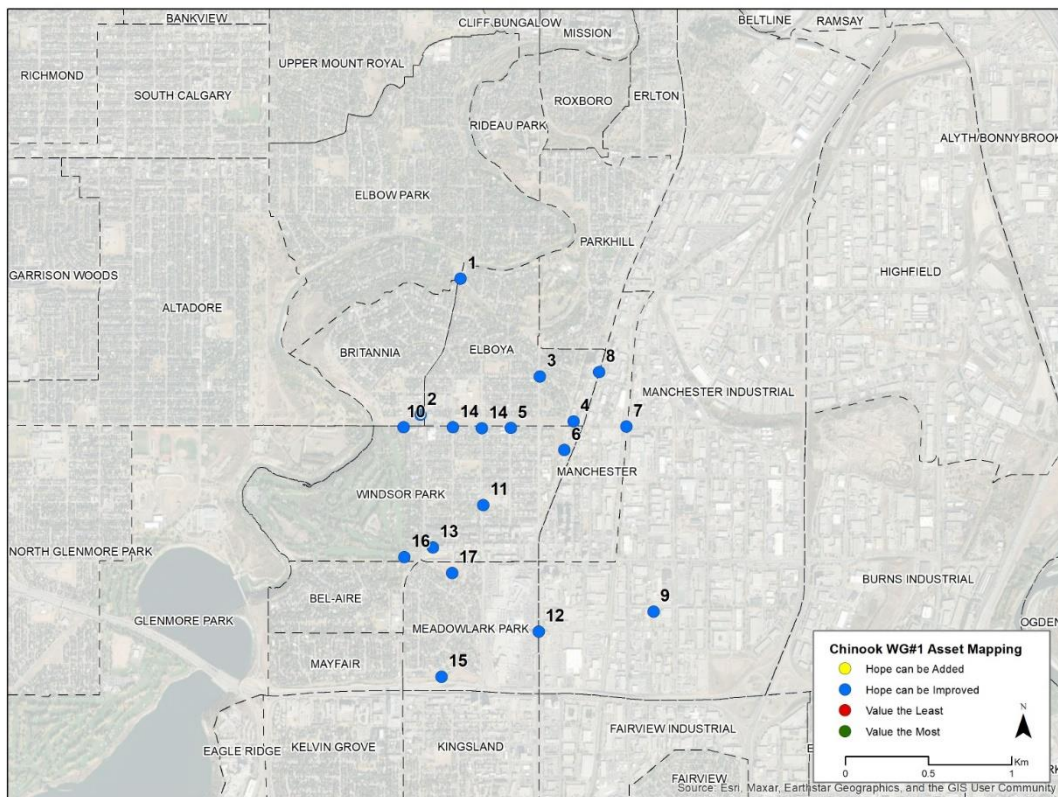 BANKVIEW
CLIFF BUNGALOW
MISSION
BELTLINE
RAMSAY
RICHMOND
UPPER MOUNT ROYAL
SOUTH CALGARY
ROXBORO
ERLTON
RIDEAU PARK
ALYTH/BONNYBROOK
ELBOW PARK
PARKHILL
GARRISON WOODS
ALTADORE
HIGHFIELD
1
BRITANNIA
ELBOYA
3
8
MANCHESTER INDUSTRIAL
10
2
14
14
5
4
7
6
MANCHESTER
WINDSOR PARK
11
NORTH GLENMORE PARK
16
13
17
BEL-AIRE
BURNS INDUSTRIAL
9
GLENMORE PARK
MEADOWLARK PARK
12
OGDEN
MAYFAIR
15
EAGLE RIDGE
KELVIN GROVE
KINGSLAND
FAIRVIEW INDUSTRIAL
FAIRVIEW
Chinook WG#1 Asset Mapping
Hope can be Added
Hope can be Improved
Value the Least
Value the Most
N
0
0.5
1
Km
Source: Esri, Maxar, Earthstar Geographics, and the GIS User Community